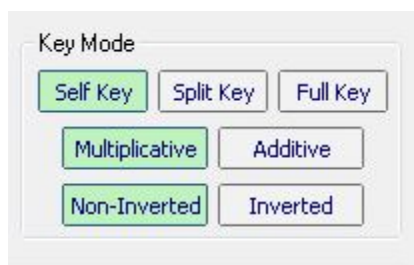 Key Mode
Self Key Split Key Full Key
Multiplicative Additive
Non-Inverted Inverted